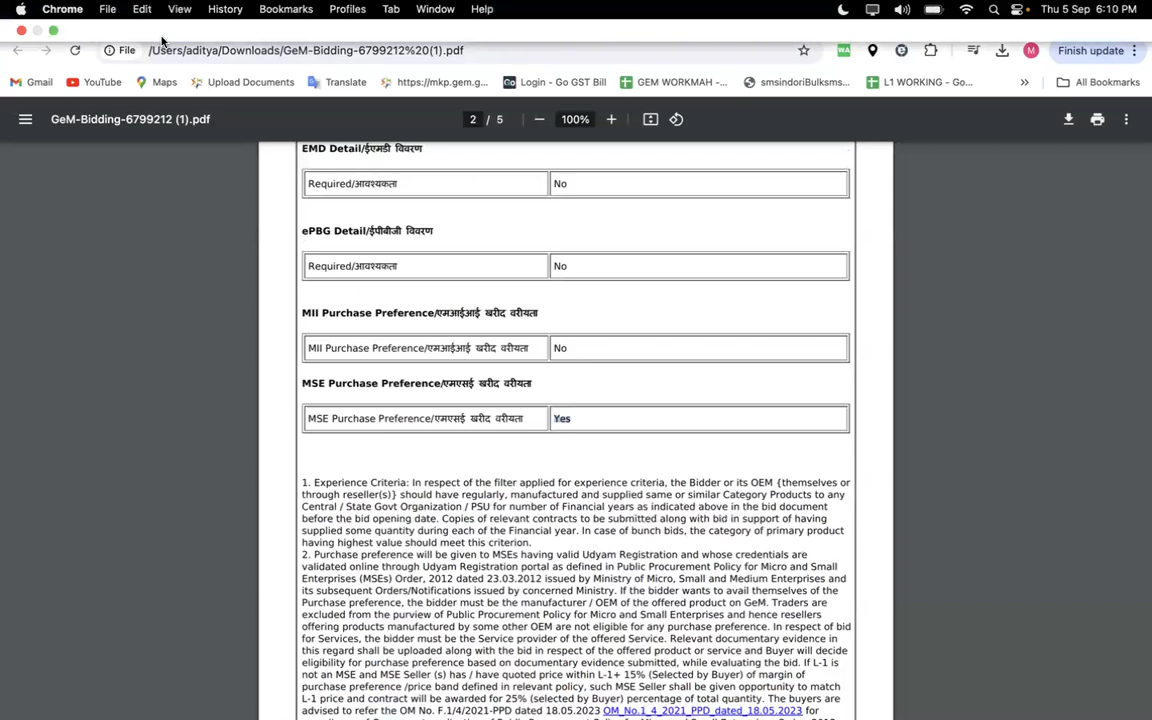 Chrome File Edit View History Bookmarks Profiles Tab Window Help Thu 5 Sep 6:10 PM
File /Users/aditya/Downloads/GeM-Bidding-6799212%20(1).pdf WA M Finish update
Gmail YouTube Maps Upload Documents Translate https://mkp.gem.g... Go Login - Go GST Bill GEM WORKMAH -... smsindoriBulksms... L1 WORKING - Go... » All Bookmarks
GeM-Bidding-6799212 (1).pdf 2 / 5 100%
EMD Detail/ईएमडी विवरण
Required/आवश्यकता No
ePBG Detail/ईपीबीजी विवरण
Required/आवश्यकता No
MII Purchase Preference/एमआईआई खरीद वरीयता
MII Purchase Preference/एमआईआई खरीद वरीयता No
MSE Purchase Preference/एमएसई खरीद वरीयता
MSE Purchase Preference/एमएसई खरीद वरीयता Yes
1. Experience Criteria: In respect of the filter applied for experience criteria, the Bidder or its OEM {themselves or
through reseller(s)} should have regularly, manufactured and supplied same or similar Category Products to any
Central / State Govt Organization / PSU for number of Financial years as indicated above in the bid document
before the bid opening date. Copies of relevant contracts to be submitted along with bid in support of having
supplied some quantity during each of the Financial year. In case of bunch bids, the category of primary product
having highest value should meet this criterion.
2. Purchase preference will be given to MSEs having valid Udyam Registration and whose credentials are
validated online through Udyam Registration portal as defined in Public Procurement Policy for Micro and Small
Enterprises (MSEs) Order, 2012 dated 23.03.2012 issued by Ministry of Micro, Small and Medium Enterprises and
its subsequent Orders/Notifications issued by concerned Ministry. If the bidder wants to avail themselves of the
Purchase preference, the bidder must be the manufacturer / OEM of the offered product on GeM. Traders are
excluded from the purview of Public Procurement Policy for Micro and Small Enterprises and hence resellers
offering products manufactured by some other OEM are not eligible for any purchase preference. In respect of bid
for Services, the bidder must be the Service provider of the offered Service. Relevant documentary evidence in
this regard shall be uploaded along with the bid in respect of the offered product or service and Buyer will decide
eligibility for purchase preference based on documentary evidence submitted, while evaluating the bid. If L-1 is
not an MSE and MSE Seller (s) has / have quoted price within L-1+ 15% (Selected by Buyer) of margin of
purchase preference /price band defined in relevant policy, such MSE Seller shall be given opportunity to match
L-1 price and contract will be awarded for 25% (selected by Buyer) percentage of total quantity. The buyers are
advised to refer the OM No. F.1/4/2021-PPD dated 18.05.2023 OM_No.1_4_2021_PPD_dated_18.05.2023 for